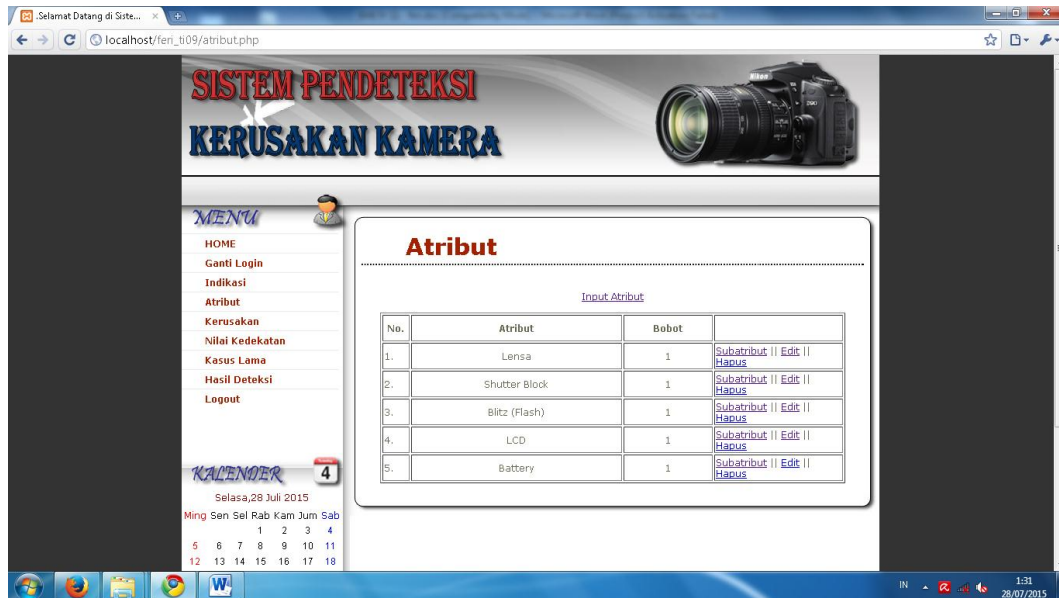 .:Selamat Datang di Siste...
localhost/feri_ti09/atribut.php
SISTEM PENDETEKSI
KERUSAKAN KAMERA
Nikon
MENU
HOME
Ganti Login
Indikasi
Atribut
Kerusakan
Nilai Kedekatan
Kasus Lama
Hasil Deteksi
Logout
KALENDER
4
Selasa,28 Juli 2015
Ming Sen Sel Rab Kam Jum Sab
1 2 3 4
5 6 7 8 9 10 11
12 13 14 15 16 17 18
Atribut
Input Atribut
No. Atribut Bobot
1. Lensa 1 Subatribut || Edit ||
Hapus
2. Shutter Block 1 Subatribut || Edit ||
Hapus
3. Blitz (Flash) 1 Subatribut || Edit ||
Hapus
4. LCD 1 Subatribut || Edit ||
Hapus
5. Battery 1 Subatribut || Edit ||
Hapus
IN 1:31
28/07/2015